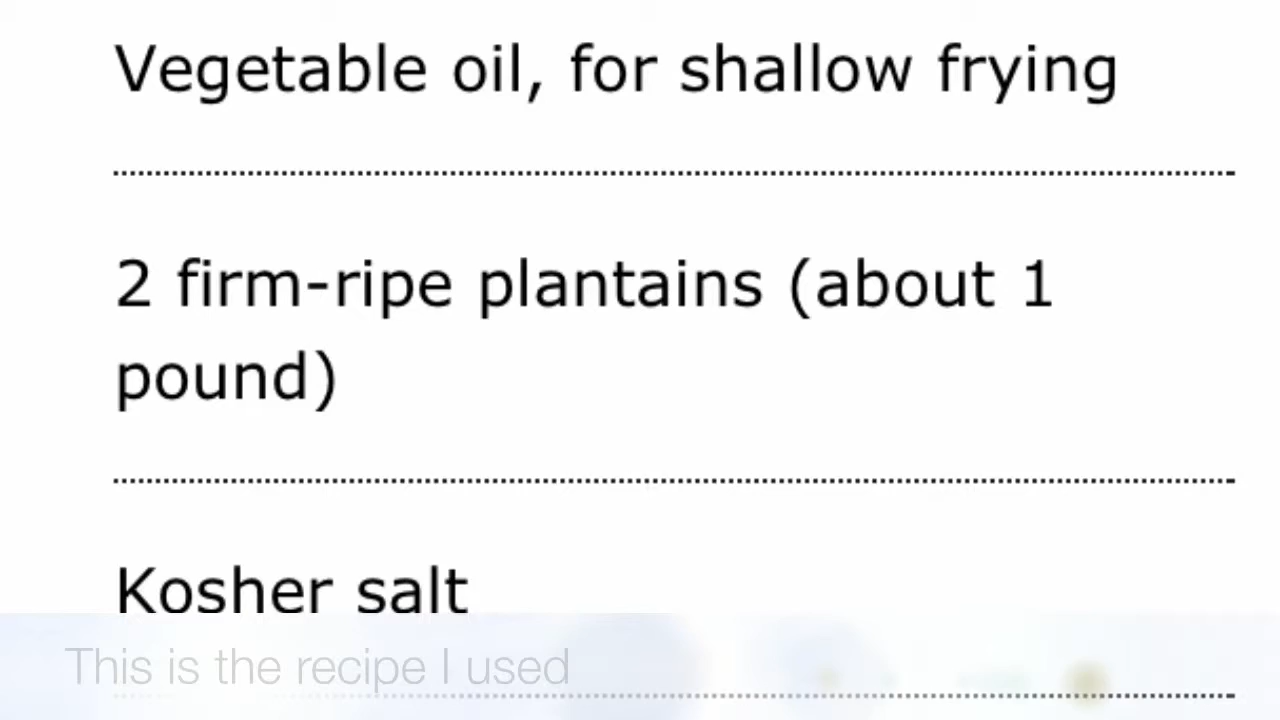 Vegetable oil, for shallow frying
2 firm-ripe plantains (about 1
pound)
Kosher salt
This is the recipe I used